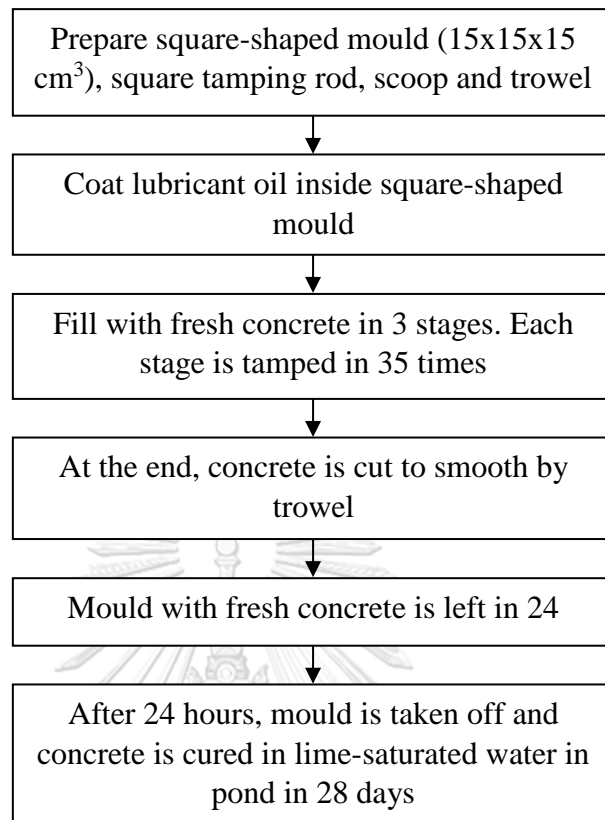 Prepare square-shaped mould (15x15x15
cm³), square tamping rod, scoop and trowel
Coat lubricant oil inside square-shaped
mould
Fill with fresh concrete in 3 stages. Each
stage is tamped in 35 times
At the end, concrete is cut to smooth by
trowel
Mould with fresh concrete is left in 24
After 24 hours, mould is taken off and
concrete is cured in lime-saturated water in
pond in 28 days